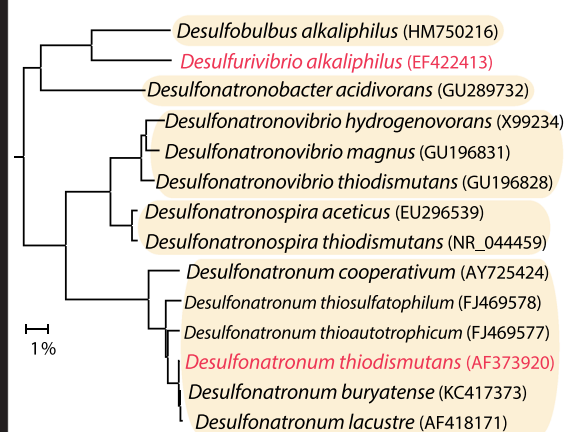 Desulfobulbus alkaliphilus (HM750216)
Desulfurivibrio alkaliphilus (EF422413)
Desulfonatronobacter acidivorans (GU289732)
Desulfonatronovibrio hydrogenovorans (X99234)
Desulfonatronovibrio magnus (GU196831)
Desulfonatronovibrio thiodismutans (GU196828)
Desulfonatronospira aceticus (EU296539)
Desulfonatronospira thiodismutans (NR_044459)
Desulfonatronum cooperativum (AY725424)
Desulfonatronum thiosulfatophilum (FJ469578)
Desulfonatronum thioautotrophicum (FJ469577)
1%
Desulfonatronum thiodismutans (AF373920)
Desulfonatronum buryatense (KC417373)
Desulfonatronum lacustre (AF418171)